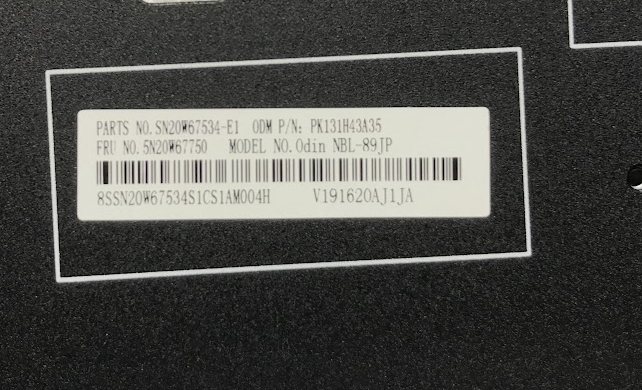 PARTS NO.SN20W67534-E1 ODM P/N: PK131H43A35
FRU NO.5N20W67750 MODEL NO.Odin NBL-89JP
8SSN20W67534S1CS1AM004H V191620AJ1JA